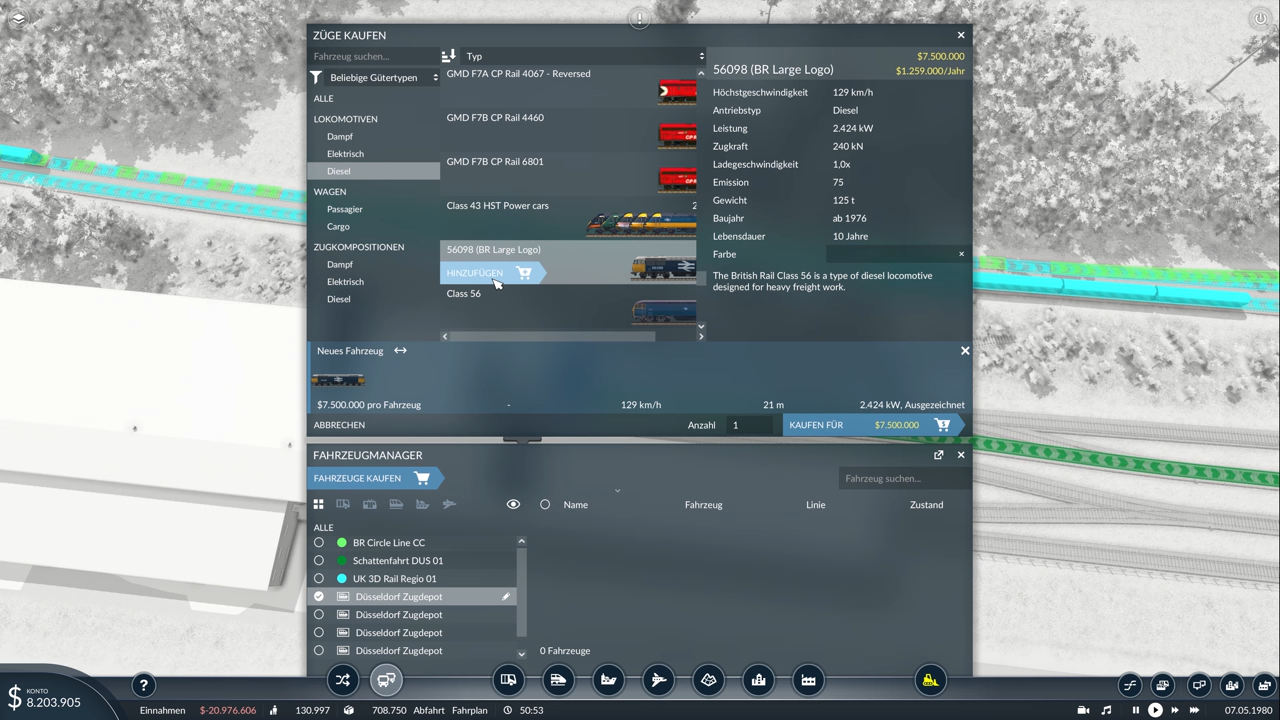 ZÜGE KAUFEN
Fahrzeug suchen...
Typ
Beliebige Gütertypen
ALLE
LOKOMOTIVEN
Dampf
Elektrisch
Diesel
WAGEN
Passagier
Cargo
ZUGKOMPOSITIONEN
Dampf
Elektrisch
Diesel
GMD F7A CP Rail 4067 - Reversed
GMD F7B CP Rail 4460
GMD F7B CP Rail 6801
Class 43 HST Power cars 2
56098 (BR Large Logo)
HINZUFÜGEN
Class 56
$7.500.000
56098 (BR Large Logo)
$1.259.000/Jahr
Höchstgeschwindigkeit 129 km/h
Antriebstyp Diesel
Leistung 2.424 kW
Zugkraft 240 kN
Ladegeschwindigkeit 1,0x
Emission 75
Gewicht 125 t
Baujahr ab 1976
Lebensdauer 10 Jahre
Farbe
The British Rail Class 56 is a type of diesel locomotive
designed for heavy freight work.
Neues Fahrzeug
$7.500.000 pro Fahrzeug - 129 km/h 21 m 2.424 kW, Ausgezeichnet
ABBRECHEN Anzahl 1 KAUFEN FÜR $7.500.000
FAHRZEUGMANAGER
FAHRZEUGE KAUFEN
Fahrzeug suchen...
Name Fahrzeug Linie Zustand
ALLE
BR Circle Line CC
Schattenfahrt DUS 01
UK 3D Rail Regio 01
Düsseldorf Zugdepot
Düsseldorf Zugdepot
Düsseldorf Zugdepot
Düsseldorf Zugdepot
0 Fahrzeuge
$ KONTO
8.203.905
?
Einnahmen $-20.976.606 130.997 708.750 Abfahrt Fahrplan 50:53
07.05.1980